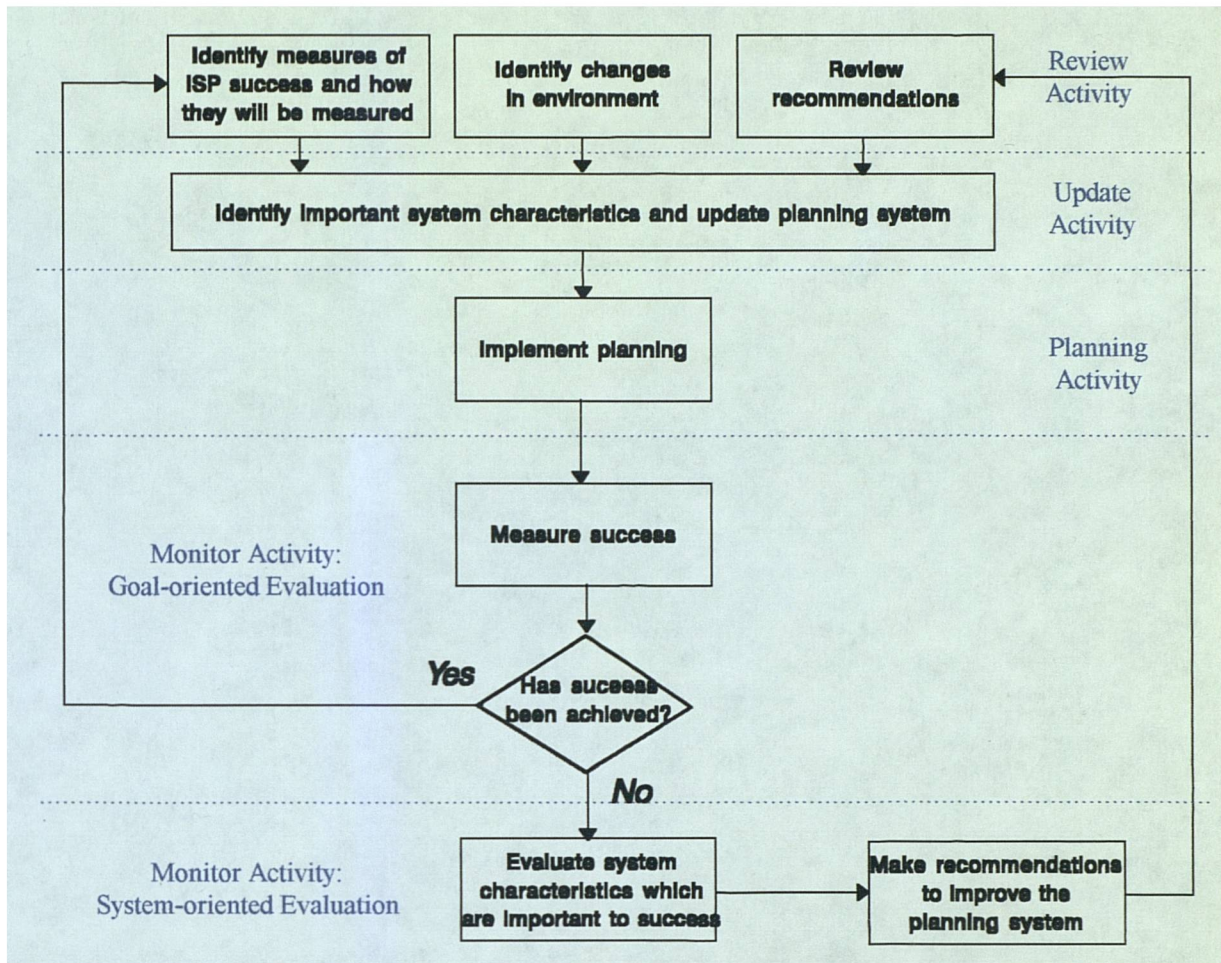 Identify measures of
ISP success and how
they will be measured
Identify changes
in environment
Review
recommendations
Review
Activity
Identify important system characteristics and update planning system
Update
Activity
Implement planning
Planning
Activity
Measure success
Monitor Activity:
Goal-oriented Evaluation
Yes
Has success
been achieved?
No
Monitor Activity:
System-oriented Evaluation
Evaluate system
characteristics which
are important to success
Make recommendations
to improve the
planning system